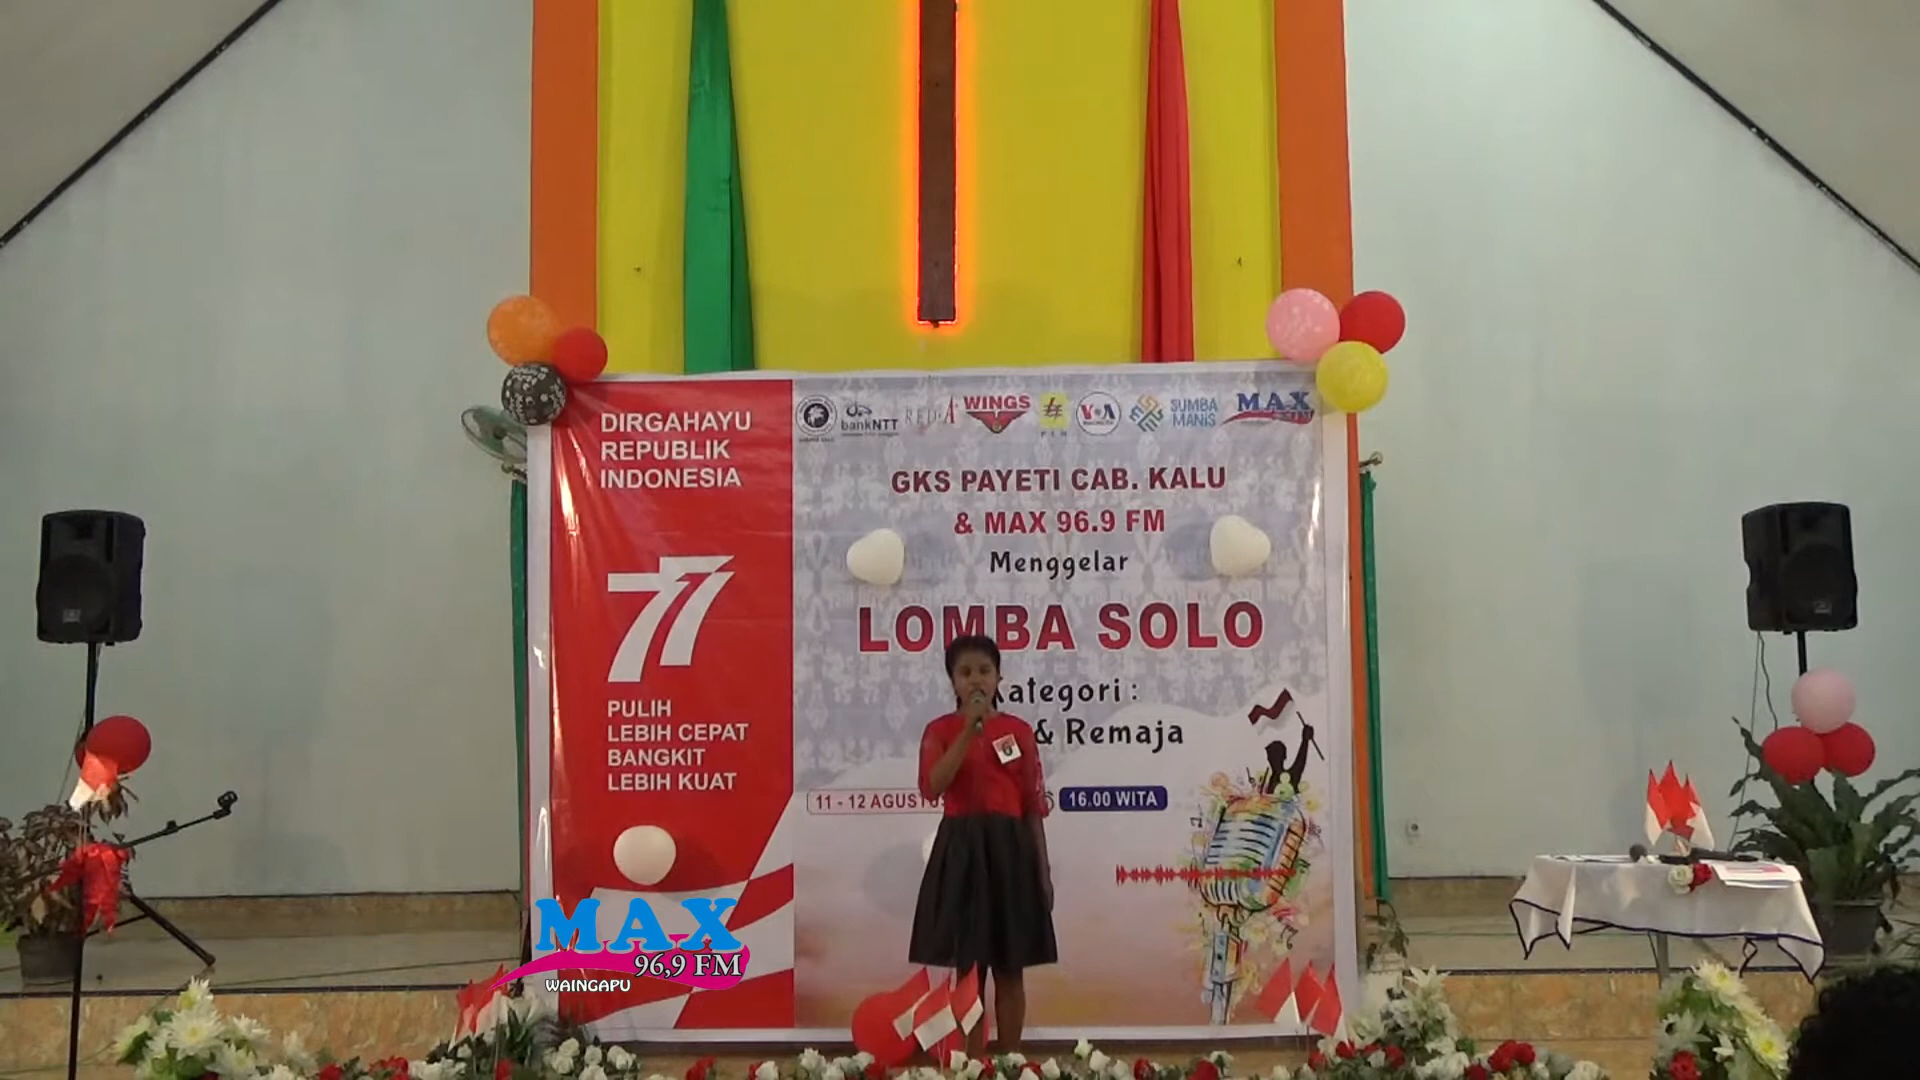 DIRGAHAYU
REPUBLIK
INDONESIA
77
PULIH
LEBIH CEPAT
BANGKIT
LEBIH KUAT
bankNTT
WINGS
PLN
VOA
SUMBA
MANIS
MAX
GKS PAYETI CAB. KALU
& MAX 96.9 FM
Menggelar
LOMBA SOLO
Kategori :
& Remaja
11 - 12 AGUSTUS
16.00 WITA
MAX
96,9 FM
WAINGAPU